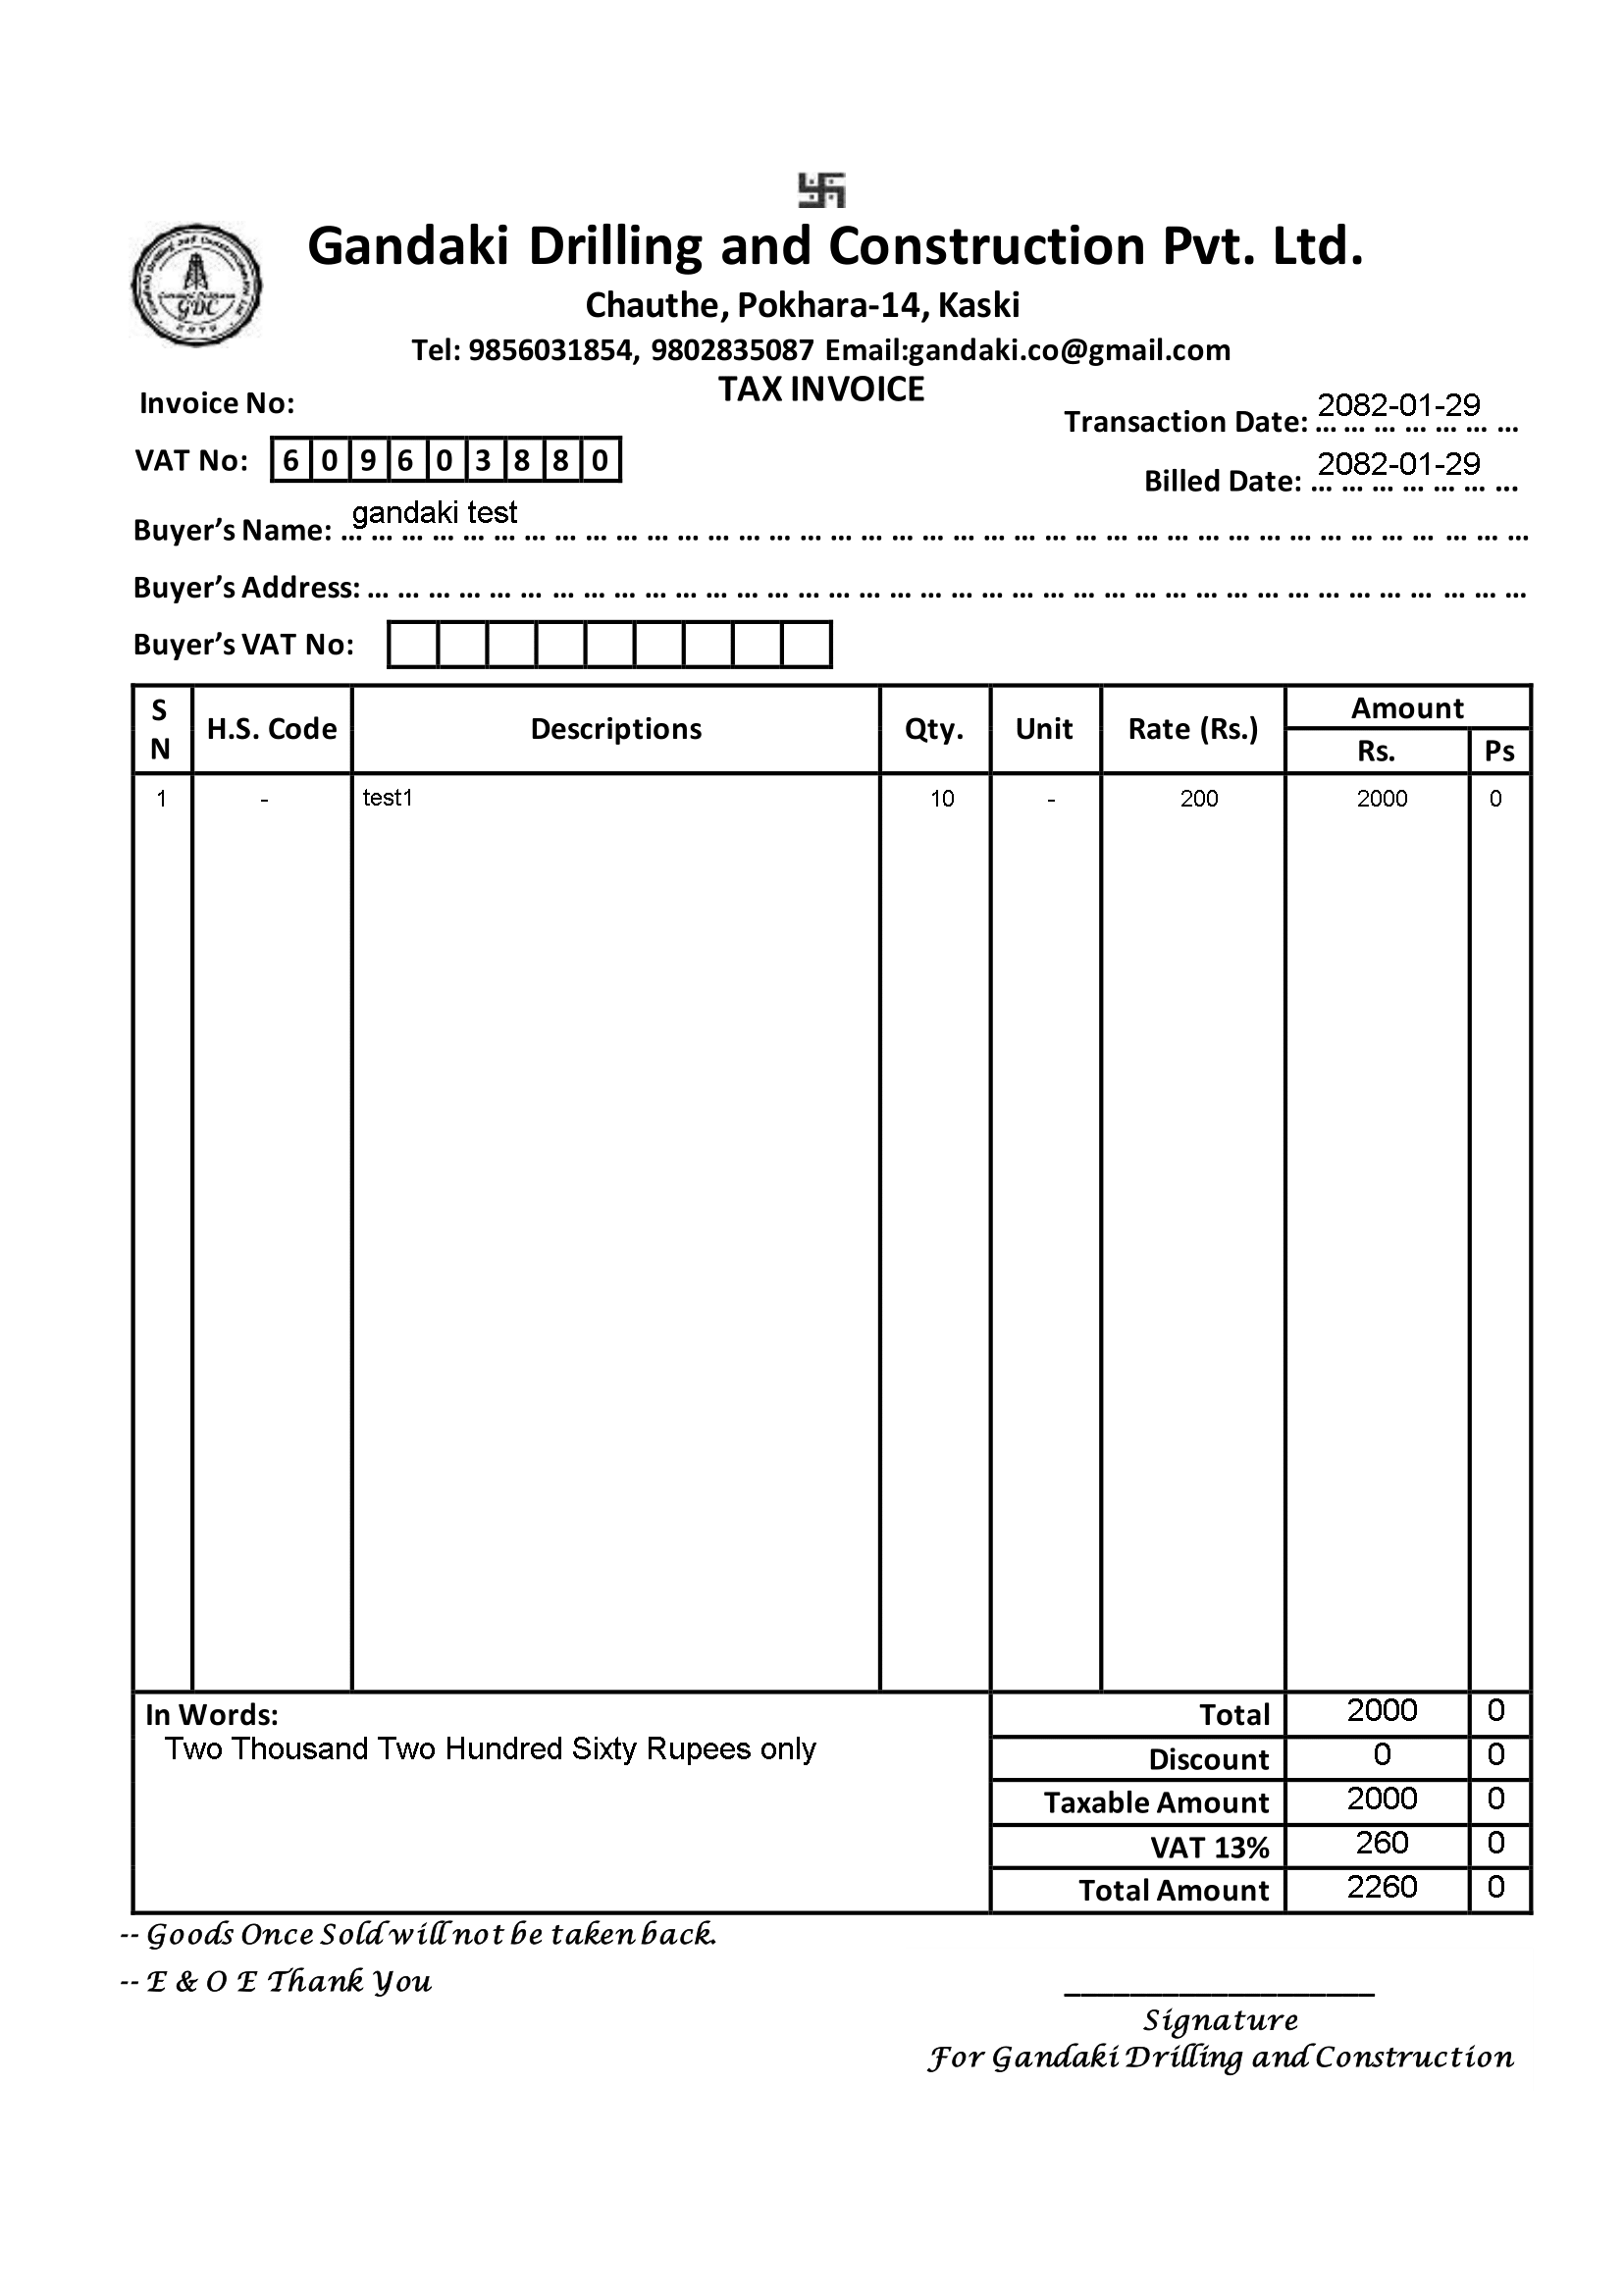 卐
Gandaki Drilling and Construction Pvt. Ltd.
GDC
Chauthe, Pokhara-14, Kaski
Tel: 9856031854, 9802835087 Email:gandaki.co@gmail.com
TAX INVOICE
Invoice No:
Transaction Date: 2082-01-29
VAT No: 6 0 9 6 0 3 8 8 0
Billed Date: 2082-01-29
Buyer’s Name: gandaki test
Buyer’s Address: ... ... ... ... ... ... ... ... ... ... ... ... ... ... ... ... ... ... ... ... ... ... ... ... ... ... ... ... ... ... ... ... ... ... ... ... ... ...
Buyer’s VAT No:
S N H.S. Code Descriptions Qty. Unit Rate (Rs.) Amount
Rs. Ps
1 - test1 10 - 200 2000 0
In Words: Total 2000 0
Two Thousand Two Hundred Sixty Rupees only
Discount 0 0
Taxable Amount 2000 0
VAT 13% 260 0
Total Amount 2260 0
-- Goods Once Sold will not be taken back.
-- E & O E Thank You
Signature
For Gandaki Drilling and Construction